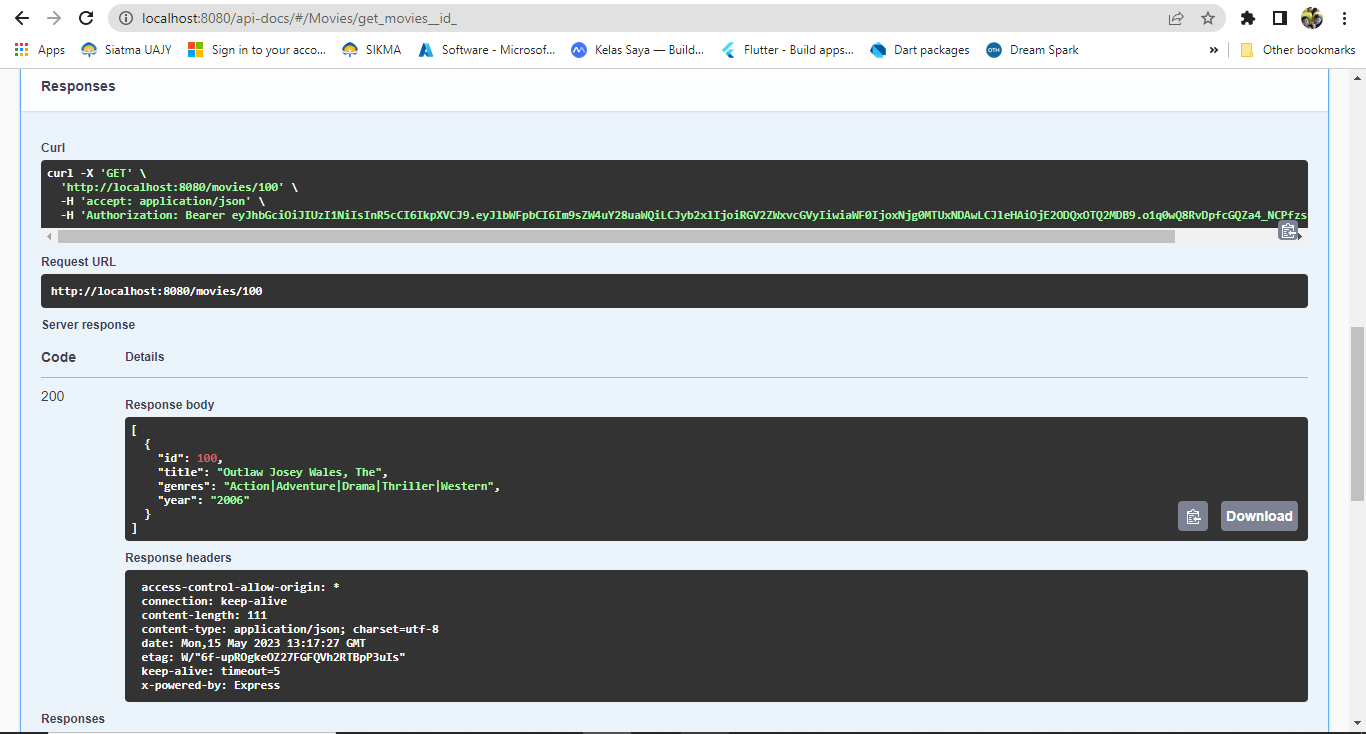 localhost:8080/api-docs/#/Movies/get_movies__id_
Apps Siatma UAJY Sign in to your acco... SIKMA Software - Microsof... Kelas Saya — Build... Flutter - Build apps... Dart packages OTH Dream Spark » Other bookmarks
Responses
Curl
curl -X 'GET' \
'http://localhost:8080/movies/100' \
-H 'accept: application/json' \
-H 'Authorization: Bearer
Request URL
http://localhost:8080/movies/100
Server response
Code Details
200
Response body
[
{
"id": 100,
"title": "Outlaw Josey Wales, The",
"genres": "Action|Adventure|Drama|Thriller|Western",
"year": "2006"
}
]
Download
Response headers
access-control-allow-origin: *
connection: keep-alive
content-length: 111
content-type: application/json; charset=utf-8
date: Mon,15 May 2023 13:17:27 GMT
etag: W/"6f-upROgkeOZ27FGFQVh2RTBpP3uIs"
keep-alive: timeout=5
x-powered-by: Express
Responses